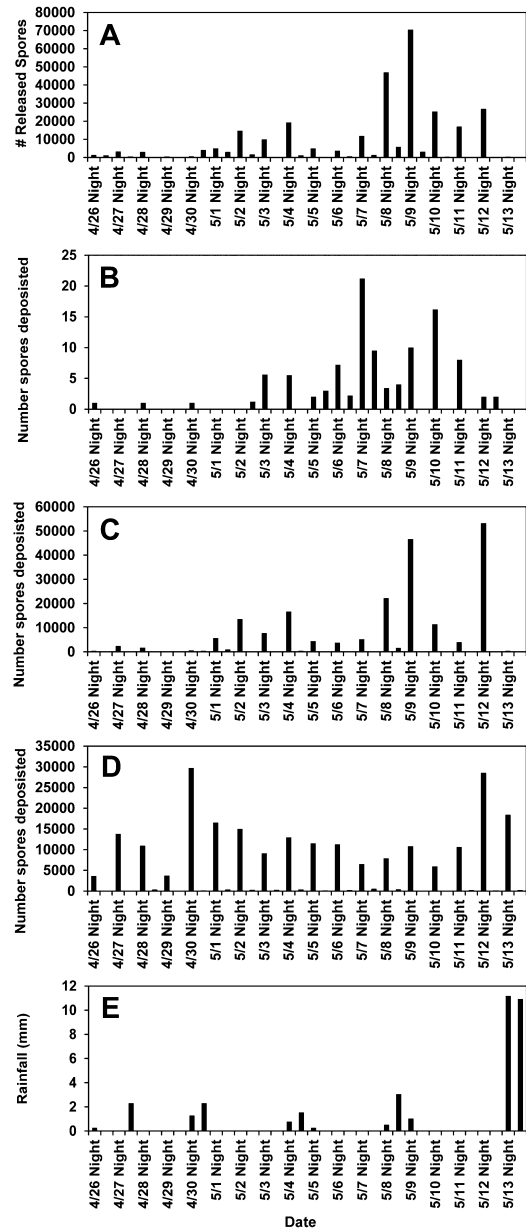 A
# Released Spores
80000
70000
60000
50000
40000
30000
20000
10000
0
4/26 Night
4/27 Night
4/28 Night
4/29 Night
4/30 Night
5/1 Night
5/2 Night
5/3 Night
5/4 Night
5/5 Night
5/6 Night
5/7 Night
5/8 Night
5/9 Night
5/10 Night
5/11 Night
5/12 Night
5/13 Night
B
Number spores deposisted
25
20
15
10
5
0
4/26 Night
4/27 Night
4/28 Night
4/29 Night
4/30 Night
5/1 Night
5/2 Night
5/3 Night
5/4 Night
5/5 Night
5/6 Night
5/7 Night
5/8 Night
5/9 Night
5/10 Night
5/11 Night
5/12 Night
5/13 Night
C
Number spores deposisted
60000
50000
40000
30000
20000
10000
0
4/26 Night
4/27 Night
4/28 Night
4/29 Night
4/30 Night
5/1 Night
5/2 Night
5/3 Night
5/4 Night
5/5 Night
5/6 Night
5/7 Night
5/8 Night
5/9 Night
5/10 Night
5/11 Night
5/12 Night
5/13 Night
D
Number spores deposisted
35000
30000
25000
20000
15000
10000
5000
0
4/26 Night
4/27 Night
4/28 Night
4/29 Night
4/30 Night
5/1 Night
5/2 Night
5/3 Night
5/4 Night
5/5 Night
5/6 Night
5/7 Night
5/8 Night
5/9 Night
5/10 Night
5/11 Night
5/12 Night
5/13 Night
E
Rainfall (mm)
12
10
8
6
4
2
0
4/26 Night
4/27 Night
4/28 Night
4/29 Night
4/30 Night
5/1 Night
5/2 Night
5/3 Night
5/4 Night
5/5 Night
5/6 Night
5/7 Night
5/8 Night
5/9 Night
5/10 Night
5/11 Night
5/12 Night
5/13 Night
Date